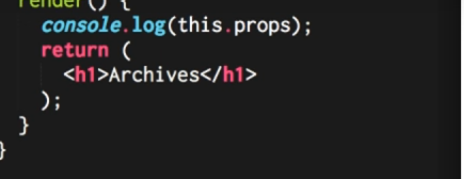 render() {
console.log(this.props);
return (
<h1>Archives</h1>
);
}
}